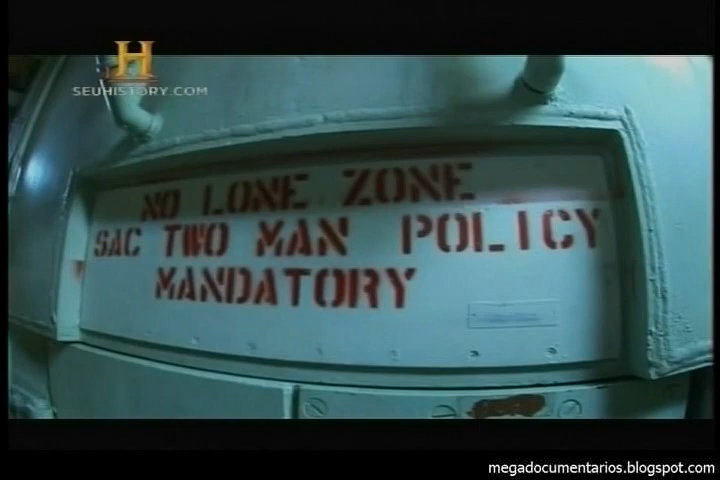 H
SEUHISTORY.COM
NO LONE ZONE
SAC TWO MAN POLICY
MANDATORY
megadocumentarios.blogspot.com